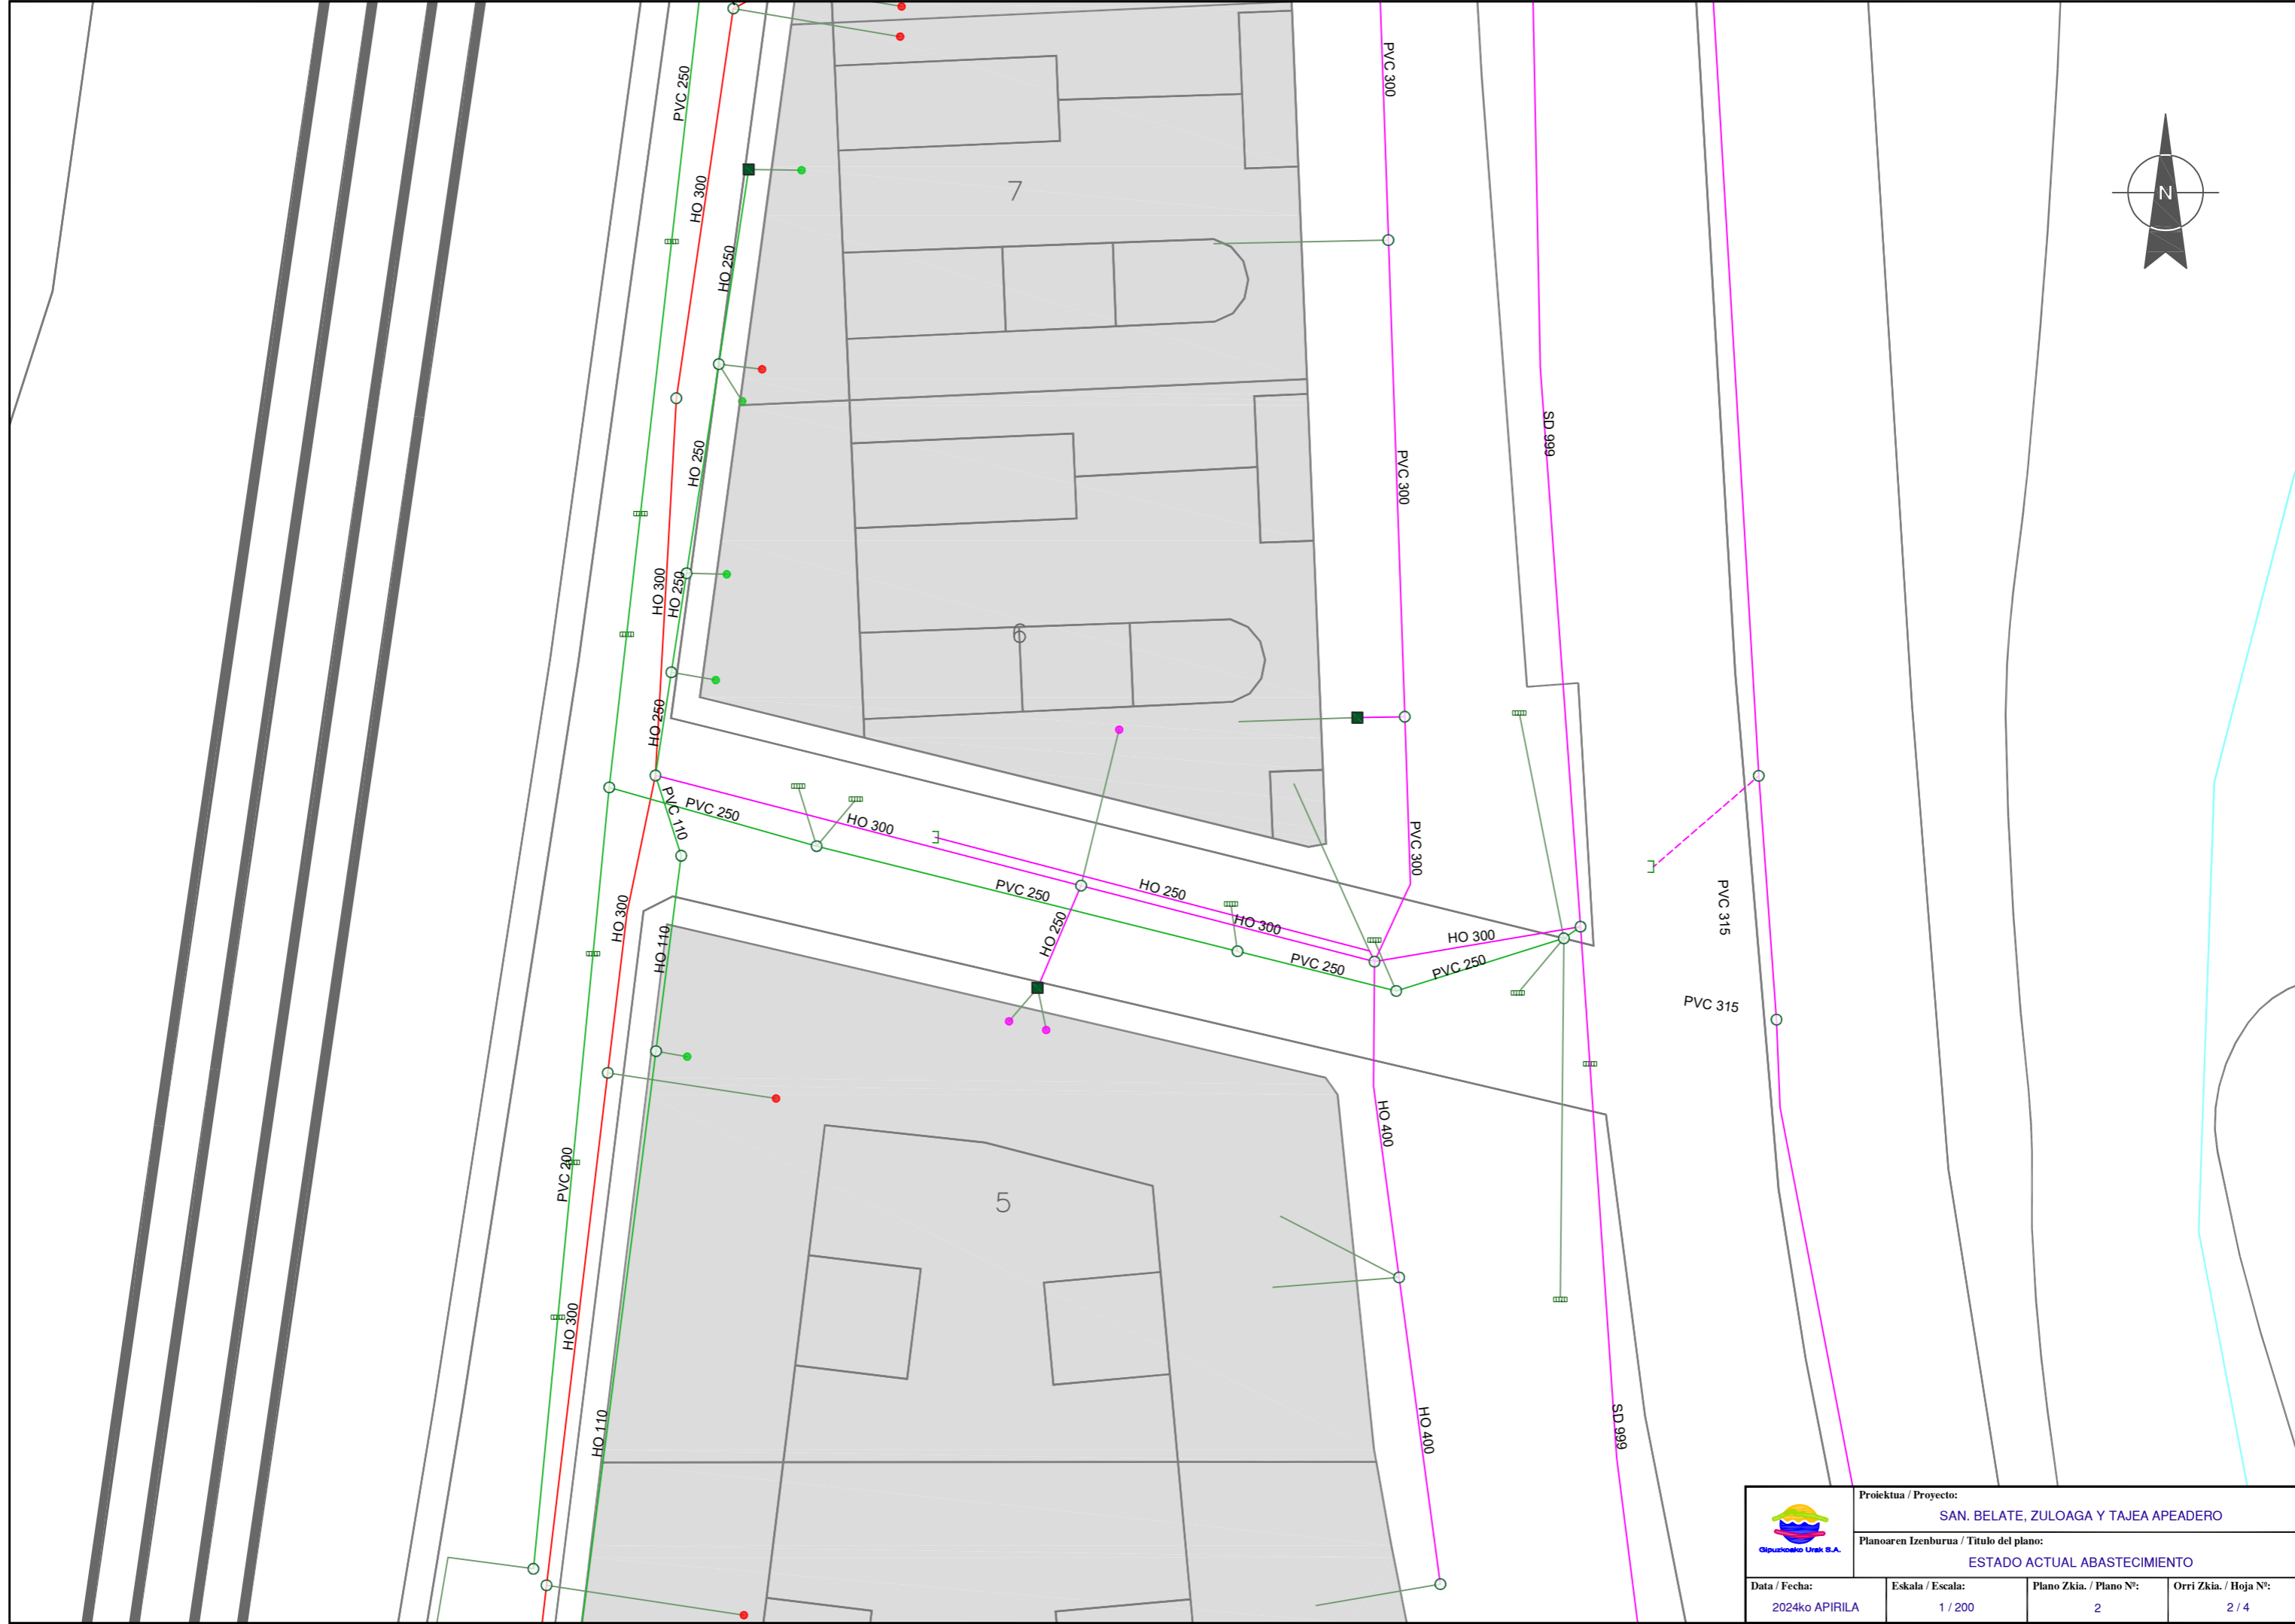 PVC 250
HO 300
HO 250
PVC 300
7
N
HO 250
PVC 300
SD 999
HO 300
HO 250
6
HO 250
PVC 110
PVC 250
HO 300
PVC 300
PVC 250
HO 250
HO 300
HO 300
HO 110
HO 250
HO 300
PVC 250
PVC 250
PVC 315
PVC 315
HO 400
PVC 200
5
HO 300
HO 110
HO 400
SD 999
Gipuzkoako Urak S.A.
Proiektua / Proyecto:
SAN. BELATE, ZULOAGA Y TAJEA APEADERO
Planoaren Izenburua / Titulo del plano:
ESTADO ACTUAL ABASTECIMIENTO
Data / Fecha:
2024ko APIRILA
Eskala / Escala:
1 / 200
Plano Zkia. / Plano Nº:
2
Orri Zkia. / Hoja Nº:
2 / 4